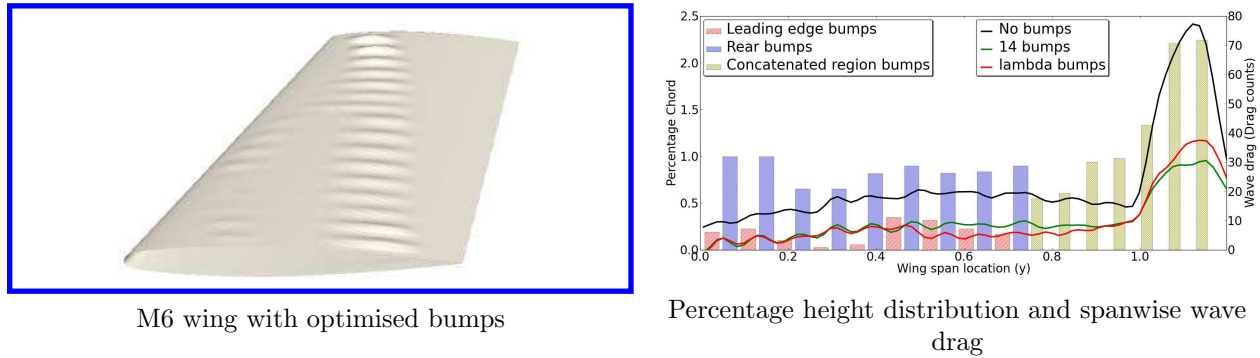 M6 wing with optimised bumps
2.5
2.0
1.5
1.0
0.5
0.0
Percentage Chord
Leading edge bumps
Rear bumps
Concatenated region bumps
No bumps
14 bumps
lambda bumps
80
70
60
50
40
30
20
10
0
Wave drag (Drag counts)
0.0 0.2 0.4 0.6 0.8 1.0
Wing span location (y)
Percentage height distribution and spanwise wave
drag